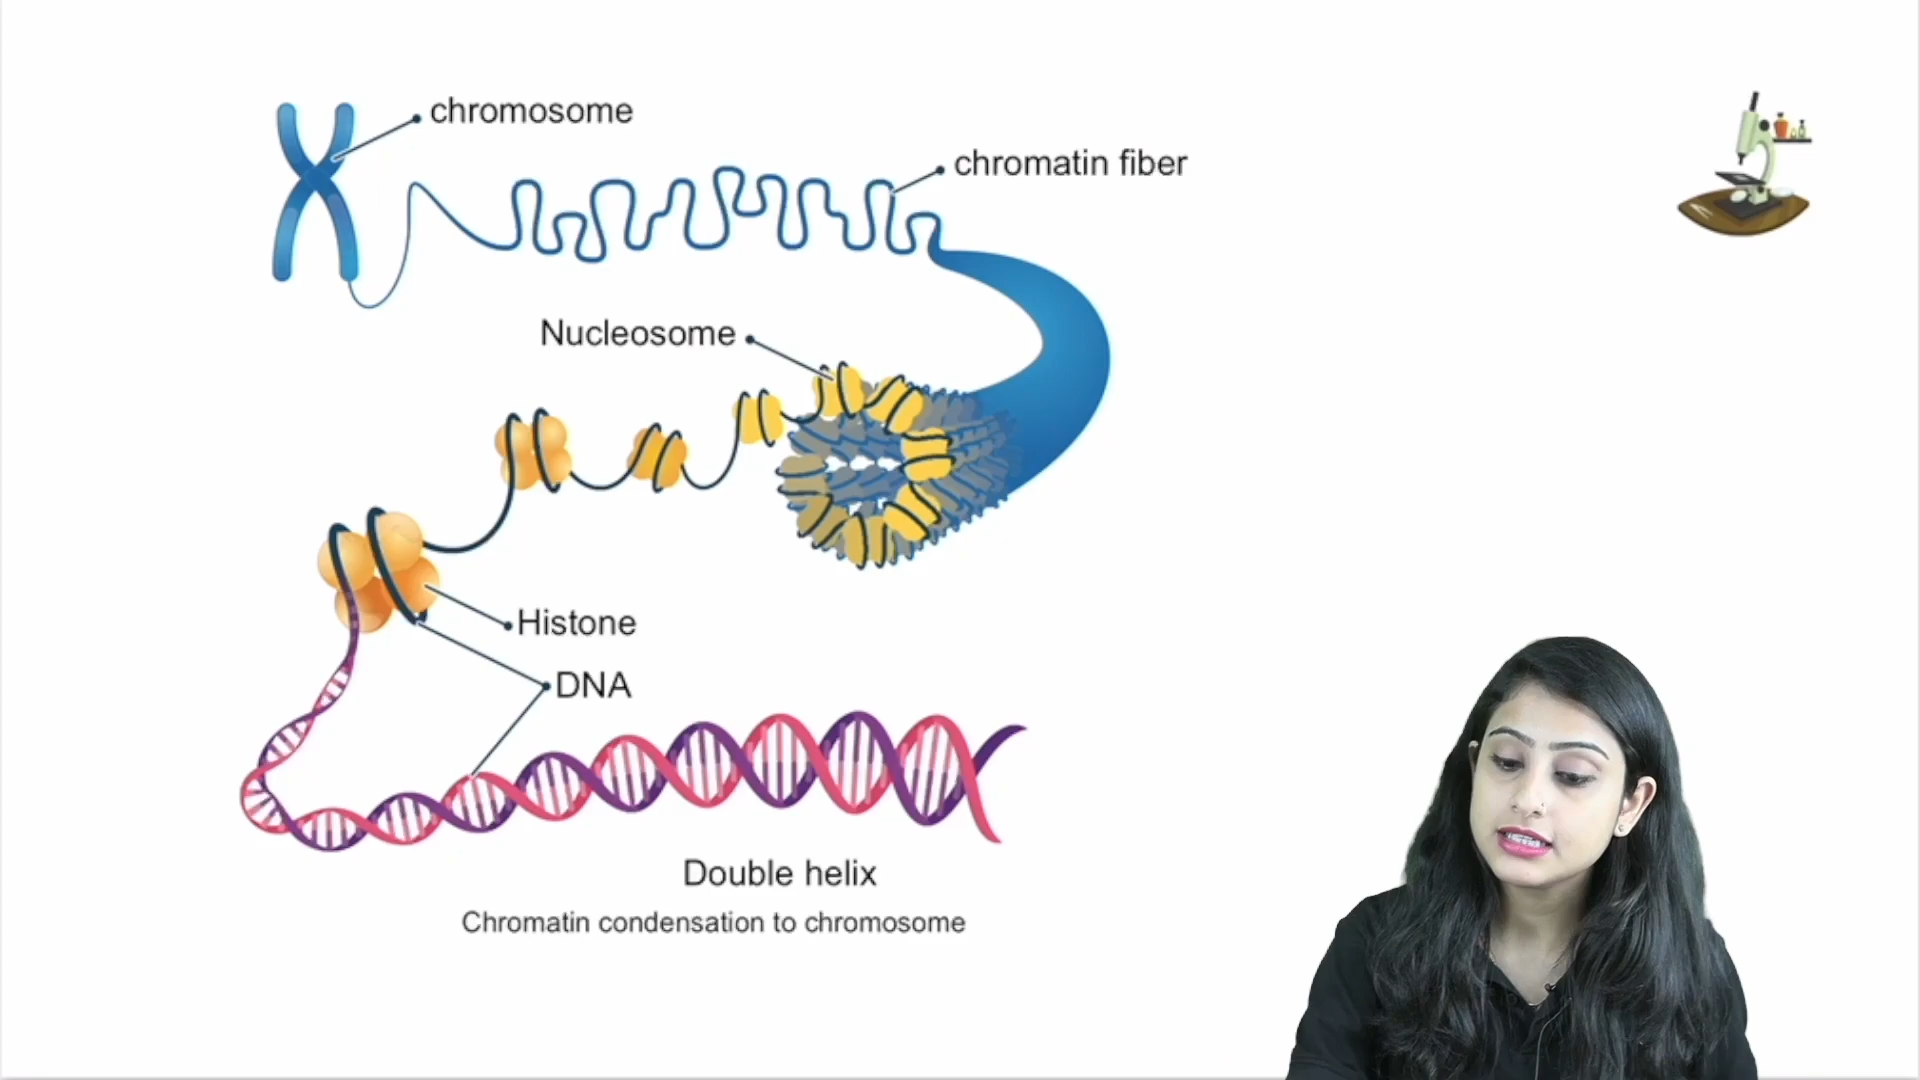 chromosome
chromatin fiber
Nucleosome
Histone
DNA
Double helix
Chromatin condensation to chromosome